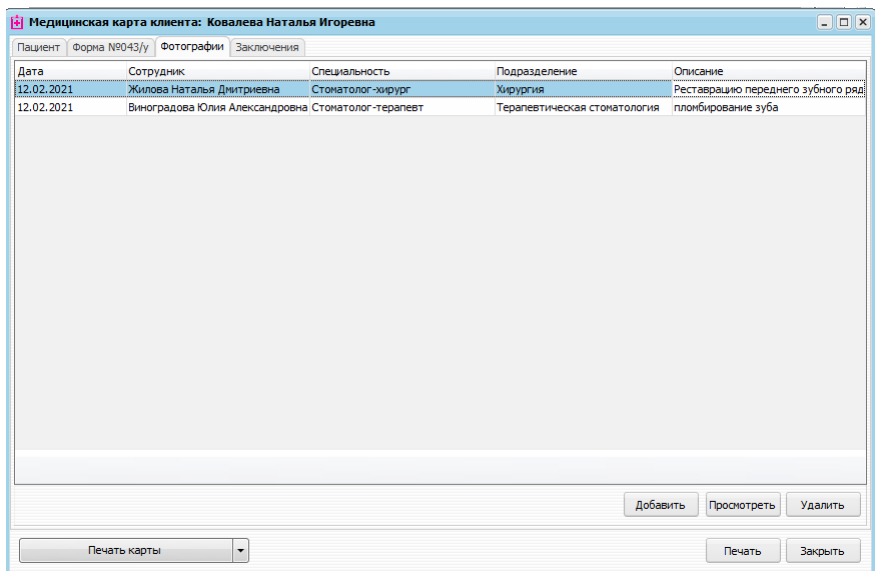 Медицинская карта клиента: Ковалева Наталья Игоревна
Пациент Форма №043/у Фотографии Заключения
Дата Сотрудник Специальность Подразделение Описание
12.02.2021 Жилова Наталья Дмитриевна Стоматолог-хирург Хирургия Реставрацию переднего зубного ряд
12.02.2021 Виноградова Юлия Александровна Стоматолог-терапевт Терапевтическая стоматология пломбирование зуба
Добавить Просмотреть Удалить
Печать карты Печать Закрыть